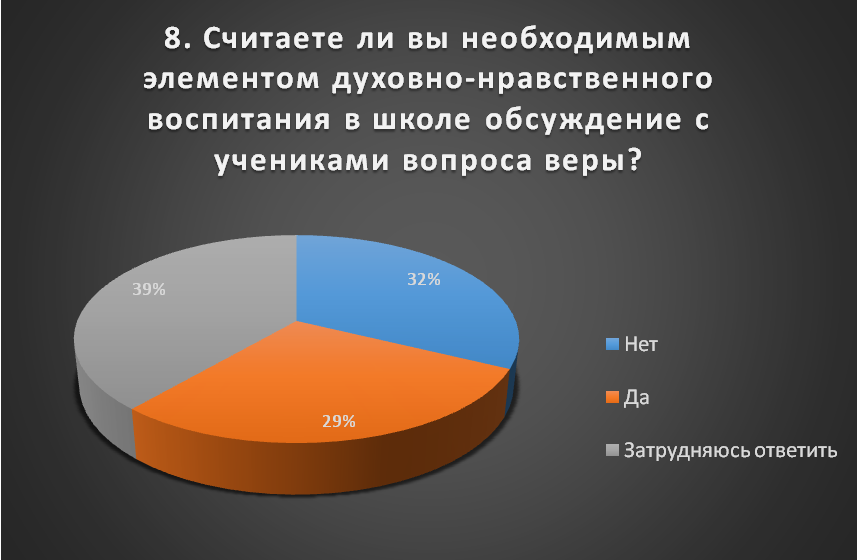 8. Считаете ли вы необходимым
элементом духовно-нравственного
воспитания в школе обсуждение с
учениками вопроса веры?
39%
32%
29%
Нет
Да
Затрудняюсь ответить